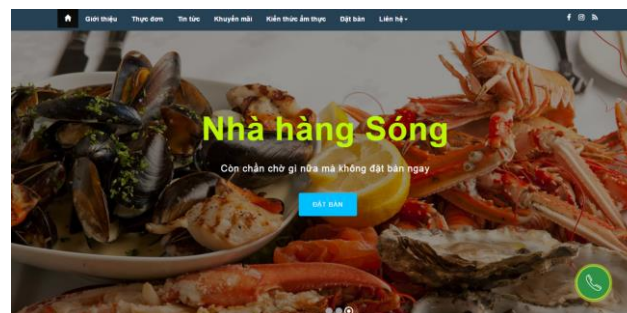 Giới thiệu Thực đơn Tin tức Khuyến mãi Kiến thức ẩm thực Đặt bàn Liên hệ
Nhà hàng Sóng
Còn chần chờ gì nữa mà không đặt bàn ngay
ĐẶT BÀN